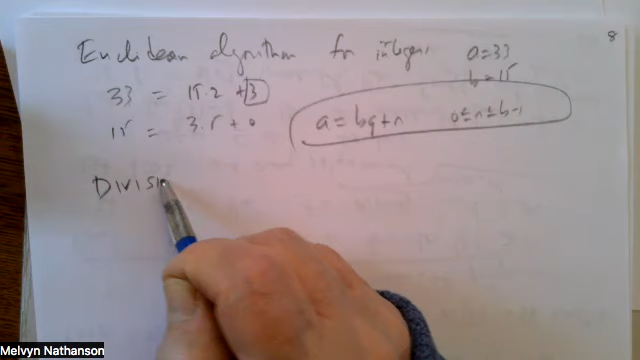 Euclidean algorithm for integers a=33
b=15
8
33 = 15.2 + 3
15 = 3.5 + 0
a = bq + r 0≤r≤b-1
DIVISI
Melvyn Nathanson